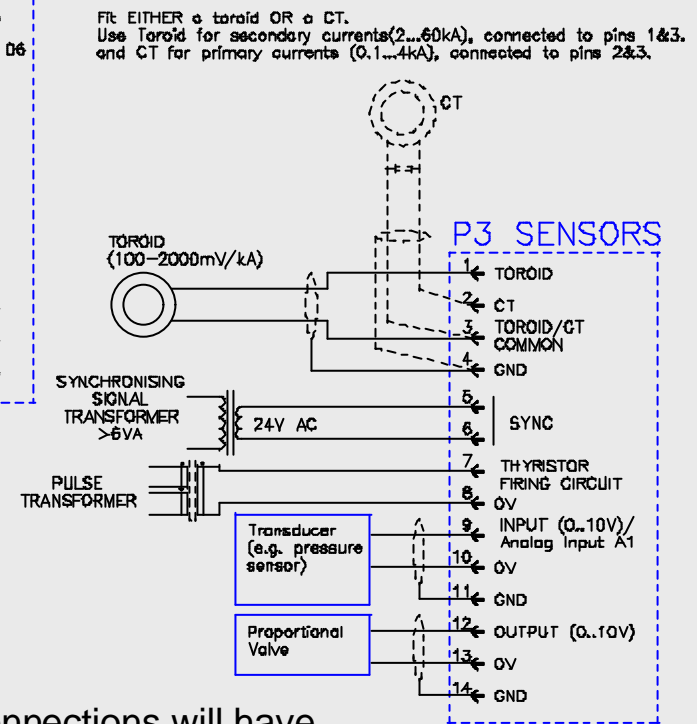 Fit EITHER a toroid OR a CT.
Use Toroid for secondary currents(2...60kA), connected to pins 1&3.
and CT for primary currents (0.1...4kA), connected to pins 2&3.
D6
CT
P3 SENSORS
TOROID
(100-2000mV/kA)
1 TOROID
2 CT
3 TOROID/CT
COMMON
4 GND
SYNCHRONISING
SIGNAL
TRANSFORMER
>6VA
24V AC
5
6
SYNC
PULSE
TRANSFORMER
7 THYRISTOR
FIRING CIRCUIT
8 0V
Transducer
(e.g. pressure
sensor)
9 INPUT (0..10V)/
Analog Input A1
10 0V
11 GND
Proportional
Valve
12 OUTPUT (0..10V)
13 0V
14 GND
nnections will have